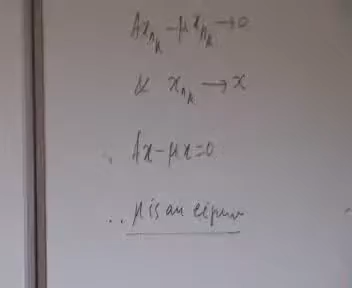 Ax_{n_k} - μx_{n_k} → 0
& x_{n_k} → x
Ax - μx = 0
∴ μ is an